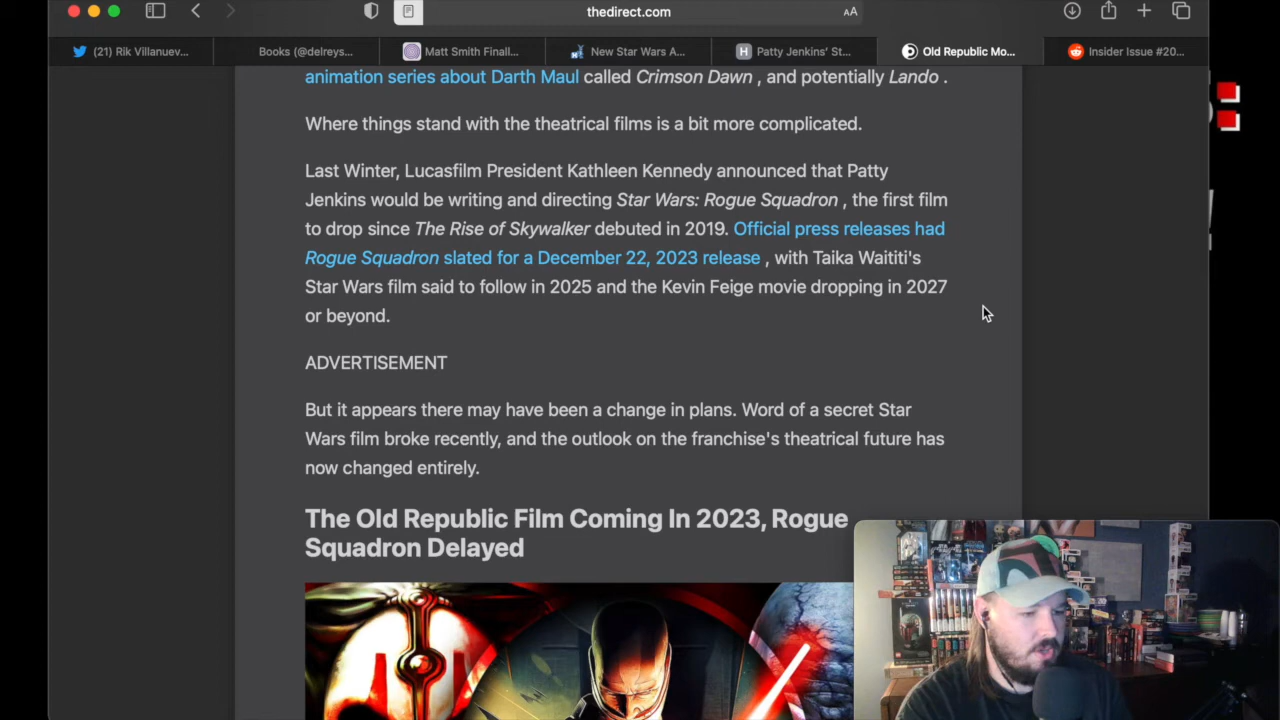 thedirect.com
AA
(21) Rik Villanuev...
Books (@delreys...
Matt Smith Finall...
New Star Wars A...
H Patty Jenkins' St...
Old Republic Mo...
Insider Issue #20...
animation series about Darth Maul called Crimson Dawn , and potentially Lando .
Where things stand with the theatrical films is a bit more complicated.
Last Winter, Lucasfilm President Kathleen Kennedy announced that Patty
Jenkins would be writing and directing Star Wars: Rogue Squadron , the first film
to drop since The Rise of Skywalker debuted in 2019. Official press releases had
Rogue Squadron slated for a December 22, 2023 release , with Taika Waititi's
Star Wars film said to follow in 2025 and the Kevin Feige movie dropping in 2027
or beyond.
ADVERTISEMENT
But it appears there may have been a change in plans. Word of a secret Star
Wars film broke recently, and the outlook on the franchise's theatrical future has
now changed entirely.
The Old Republic Film Coming In 2023, Rogue
Squadron Delayed